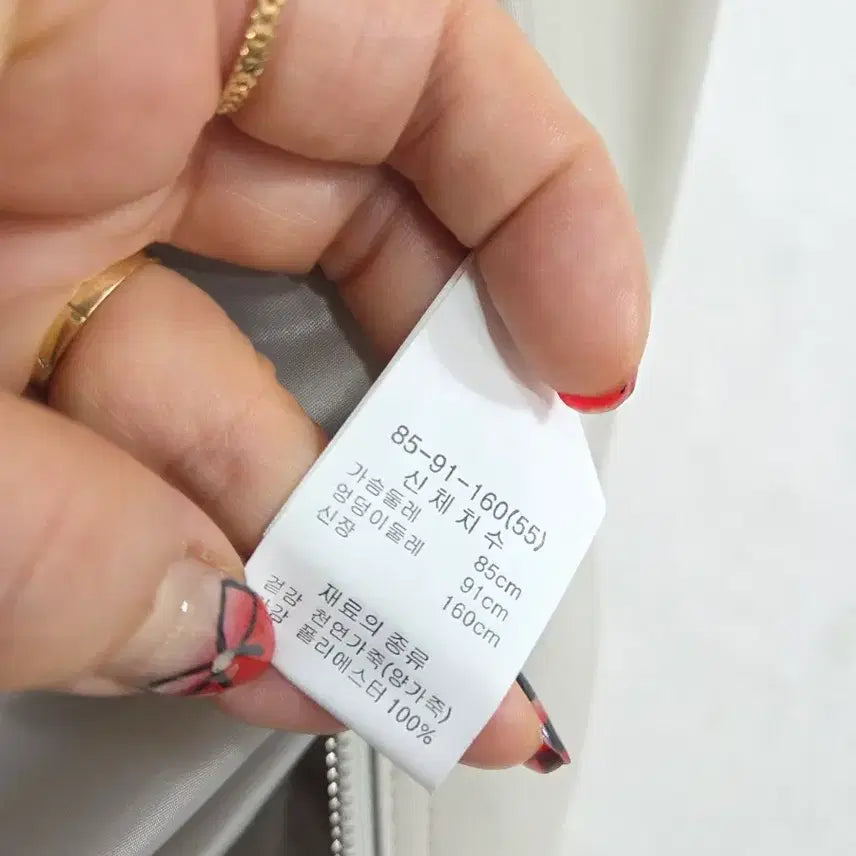 85-91-160(55)
신체치수
가슴둘레 85cm
엉덩이둘레 91cm
신장 160cm
재료의 종류
겉감 천연가죽(양가죽)
감 폴리에스터 100%